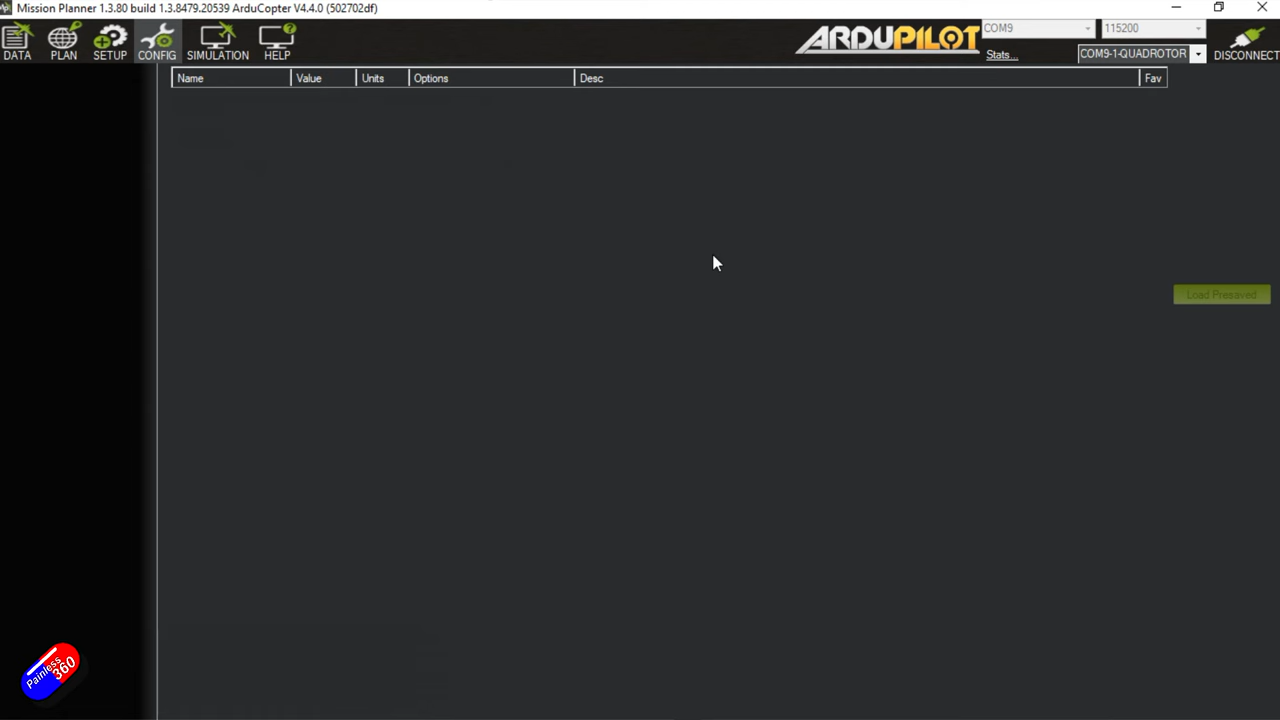 Mission Planner 1.3.80 build 1.3.8479.20539 ArduCopter V4.4.0 (502702df)
DATA PLAN SETUP CONFIG SIMULATION HELP
ARDUPILOT
COM9 115200
Stats... COM9-1-QUADROTOR DISCONNECT
Name Value Units Options Desc Fav
Load Presaved
Painless
360